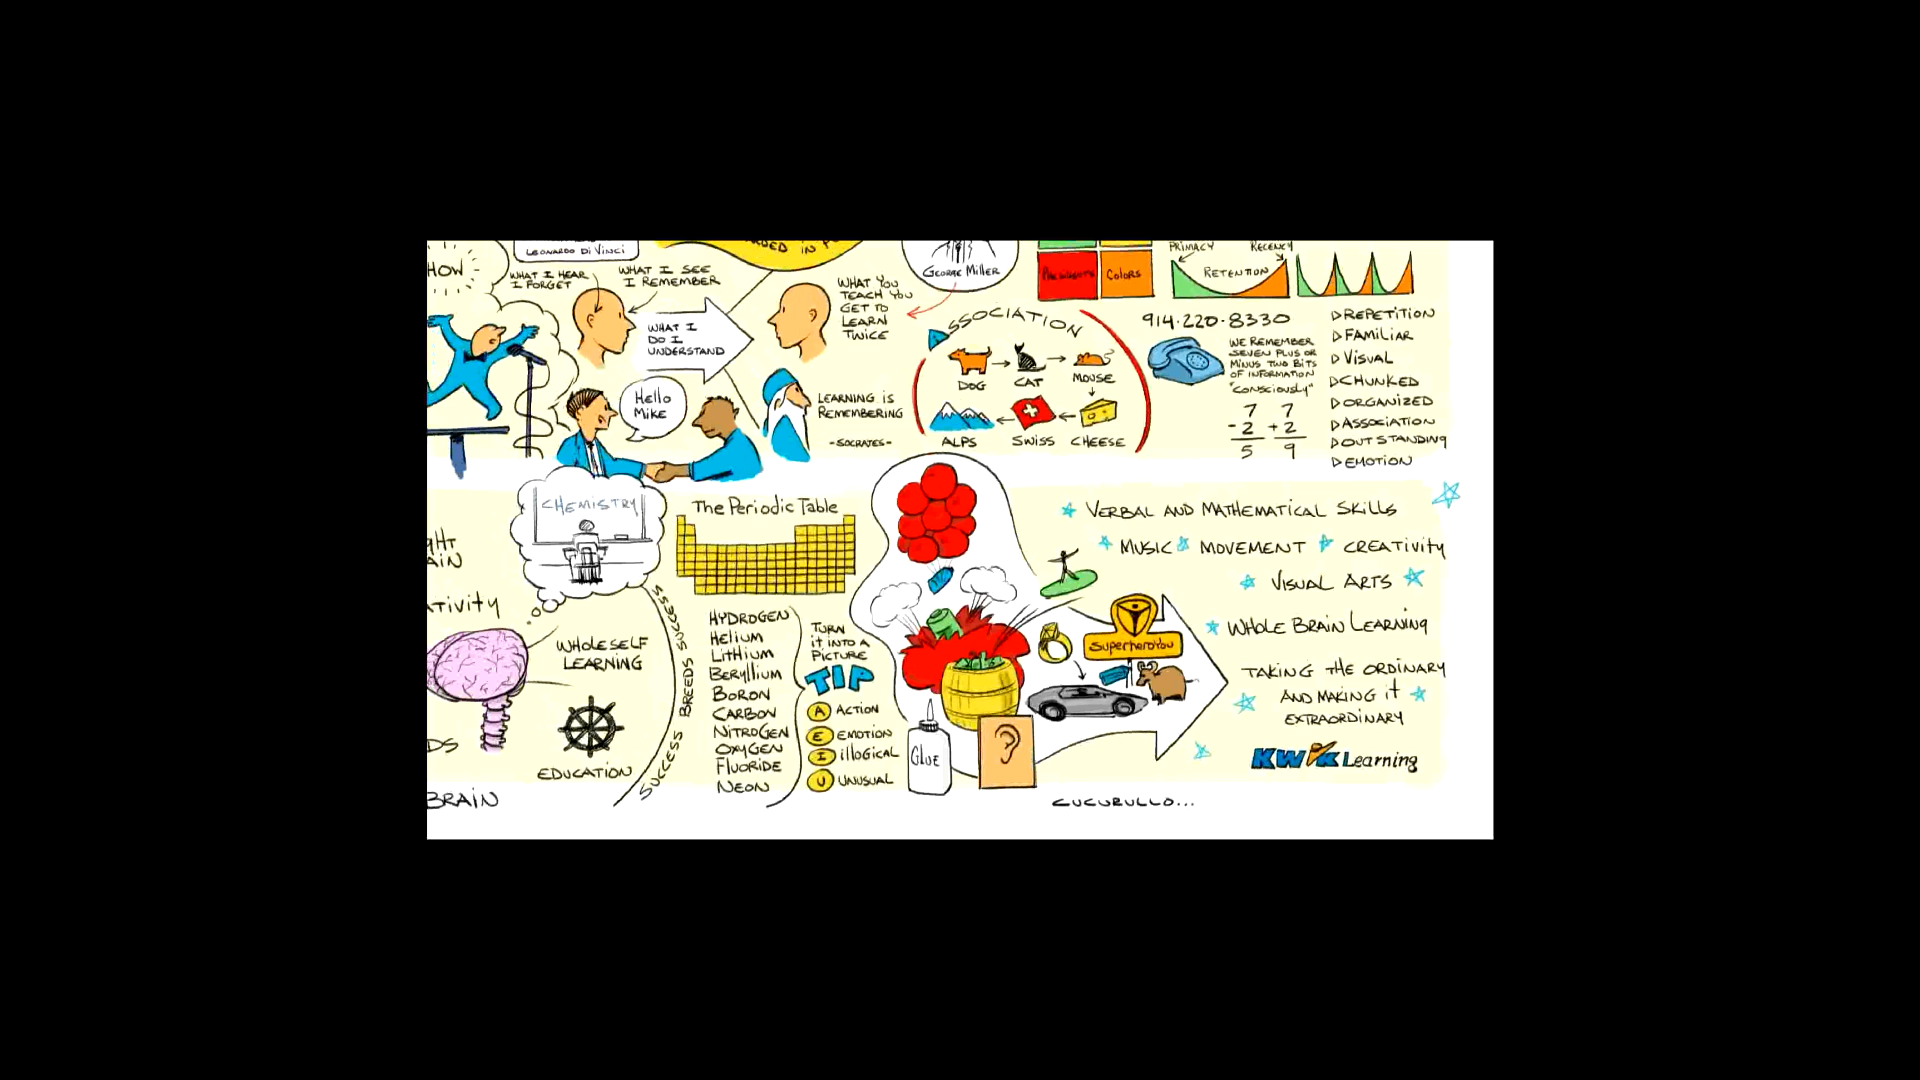 LEONARDO DI VINCI
HOW
WHAT I HEAR
I FORGET
WHAT I SEE
I REMEMBER
WHAT I
DO I
UNDERSTAND
WHAT YOU
TEACH YOU
GET TO
LEARN
TWICE
Hello
Mike
LEARNING IS
REMEMBERING
-SOCRATES-
GEORGE MILLER
SSOCIATION
DOG
CAT
MOUSE
ALPS
SWISS
CHEESE
Colors
PRIMACY
RECENCY
RETENTION
914-220-8330
WE REMEMBER
SEVEN PLUS OR
MINUS TWO BITS
OF INFORMATION
"CONSCIOUSLY"
7 7
-2 +2
5 9
REPETITION
FAMILIAR
VISUAL
CHUNKED
ORGANIZED
ASSOCIATION
OUTSTANDING
EMOTION
CHEMISTRY
WHOLE SELF
LEARNING
EDUCATION
BRAIN
SUCCESS BREEDS SUCCESS
The Periodic Table
HYDROGEN
HELIUM
LITHIUM
BERYLLIUM
BORON
CARBON
NITROGEN
OXYGEN
FLUORIDE
NEON
TURN
it iNTO A
PICTURE
TIP
A ACTION
E EMOTION
I ILLOGICAL
U UNUSUAL
GLUE
SuperheroYou
VERBAL AND MATHEMATICAL SKILLS
MUSIC MOVEMENT CREATIVITY
VISUAL ARTS
WHOLE BRAIN LEARNING
TAKING THE ORDINARY
AND MAKING it
EXTRAORDINARY
KWiK Learning
CUCURULLO...